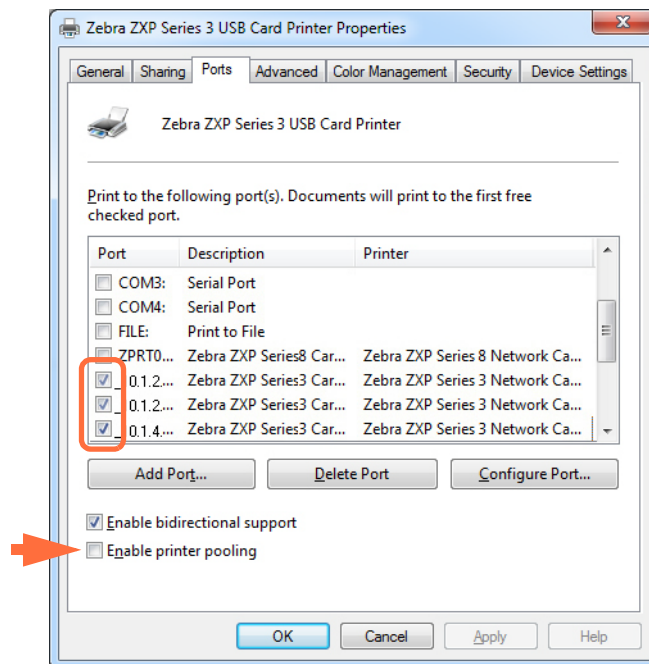 Zebra ZXP Series 3 USB Card Printer Properties
General Sharing Ports Advanced Color Management Security Device Settings
Zebra ZXP Series 3 USB Card Printer
Print to the following port(s). Documents will print to the first free
checked port.
Port Description Printer
COM3: Serial Port
COM4: Serial Port
FILE: Print to File
ZPRT0... Zebra ZXP Series8 Car... Zebra ZXP Series 8 Network Ca...
_ 0.1.2.... Zebra ZXP Series3 Car... Zebra ZXP Series 3 Network Ca...
_ 0.1.2.... Zebra ZXP Series3 Car... Zebra ZXP Series 3 Network Ca...
_ 0.1.4.... Zebra ZXP Series3 Car... Zebra ZXP Series 3 Network Ca...
Add Port... Delete Port Configure Port...
Enable bidirectional support
Enable printer pooling
OK Cancel Apply Help